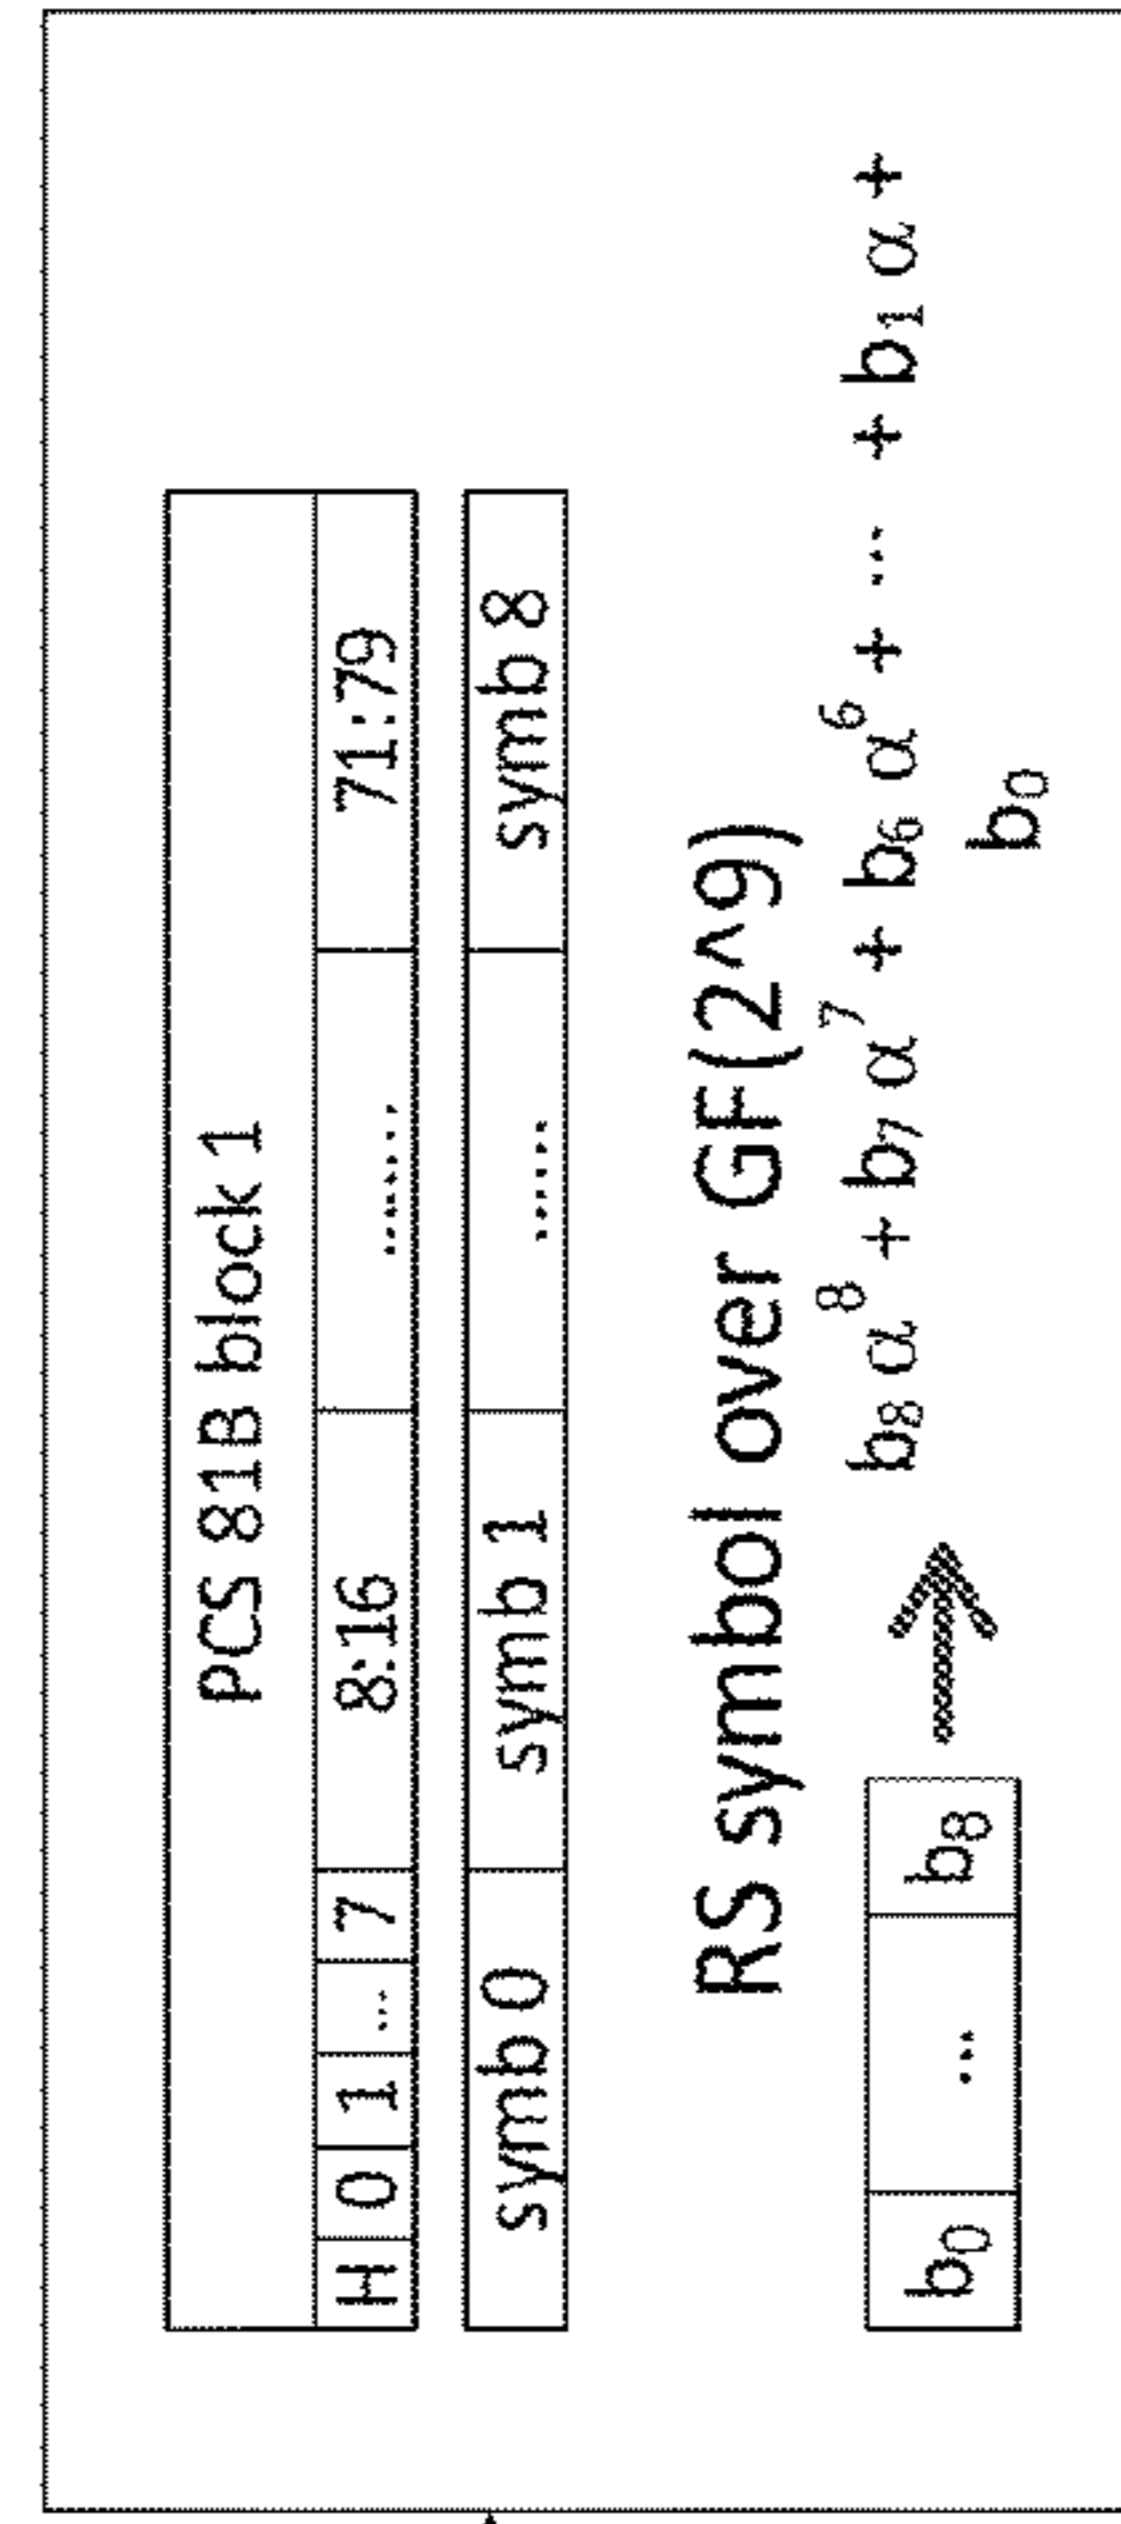 PCS 81B block 1
H 0 1 ... 7 8:16 ....... 71:79
symb 0 symb 1 ...... symb 8
RS symbol over GF(2^9)
b₀ ... b₈ b₈ α⁸ + b₇ α⁷ + b₆ α⁶ + ... + b₁ α +
b₀